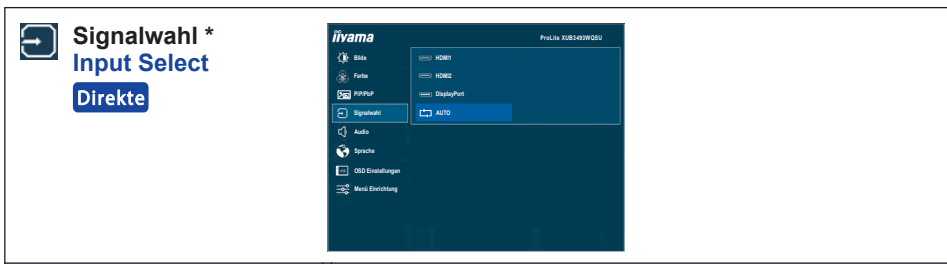 Signalwahl *
Input Select
Direkte
iiyama
ProLite XUB3493WQSU
Bilde
HDMI1
Farbe
HDMI2
PiP/PbP
DisplayPort
Signalwahl
AUTO
Audio
Sprache
OSD Einstellungen
Menü Einrichtung